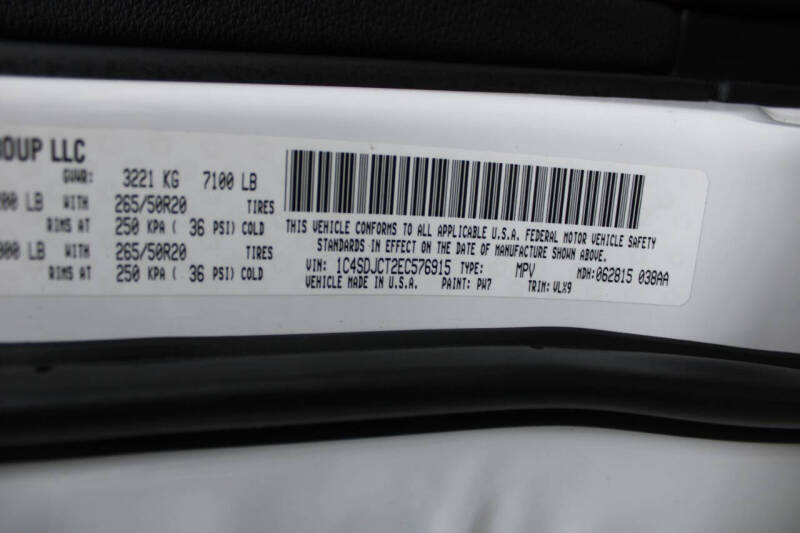 OUP LLC
GVWR: 3221 KG 7100 LB
00 LB WITH 265/50R20 TIRES
RIMS AT 250 KPA ( 36 PSI) COLD
00 LB WITH 265/50R20 TIRES
RIMS AT 250 KPA ( 36 PSI) COLD
THIS VEHICLE CONFORMS TO ALL APPLICABLE U.S.A. FEDERAL MOTOR VEHICLE SAFETY
STANDARDS IN EFFECT ON THE DATE OF MANUFACTURE SHOWN ABOVE.
VIN: 1C4SDJCT2EC576915 TYPE: MPV MDH:062815 038AA
VEHICLE MADE IN U.S.A. PAINT: PW7 TRIM: VLX9